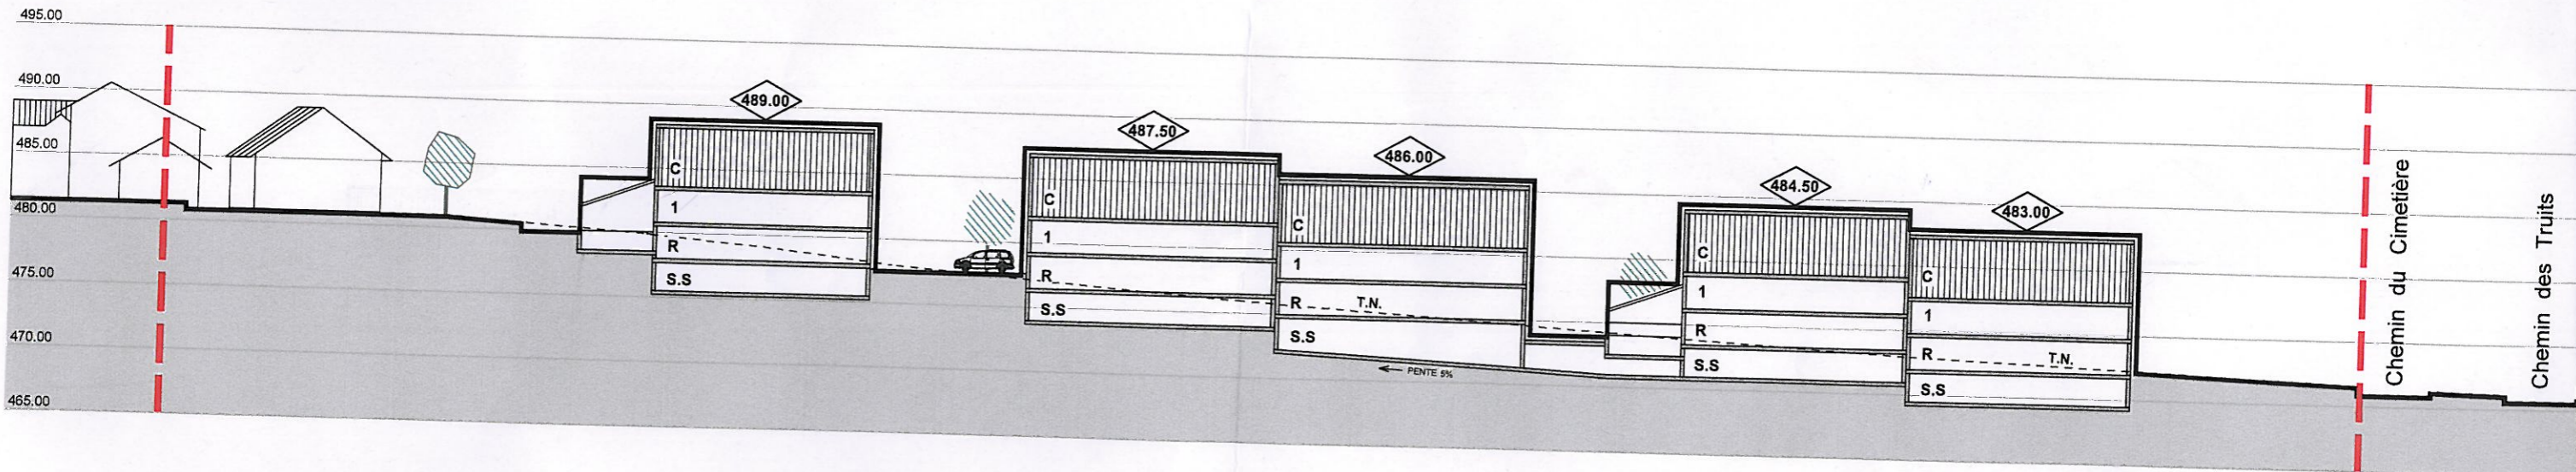 495.00
490.00
485.00
480.00
475.00
470.00
465.00
489.00
C
1
R
S.S
487.50
C
1
R
S.S
486.00
C
1
R
T.N.
S.S
← PENTE 5%
484.50
C
1
R
S.S
483.00
C
1
R
T.N.
S.S
Chemin du Cimetière
Chemin des Truits